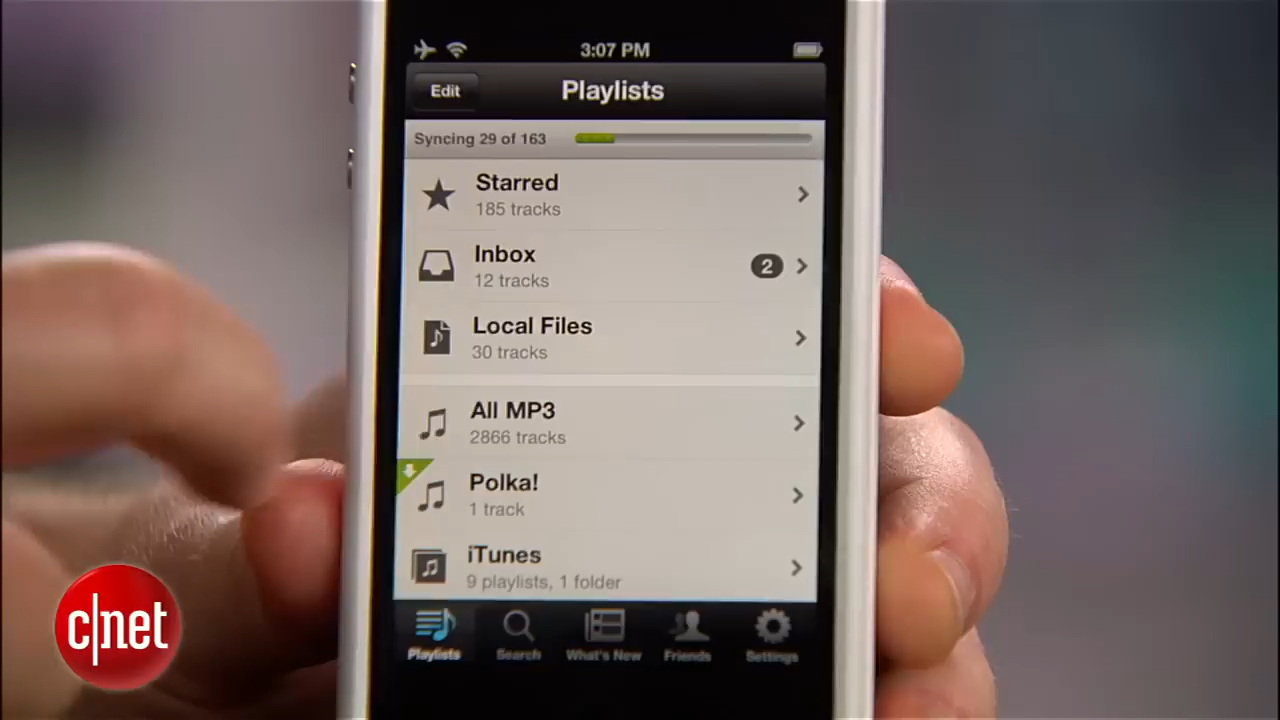 3:07 PM
Edit
Playlists
Syncing 29 of 163
Starred
185 tracks
Inbox
12 tracks
2
Local Files
30 tracks
All MP3
2866 tracks
Polka!
1 track
iTunes
9 playlists, 1 folder
Playlists
Search
What's New
Friends
Settings
c|net